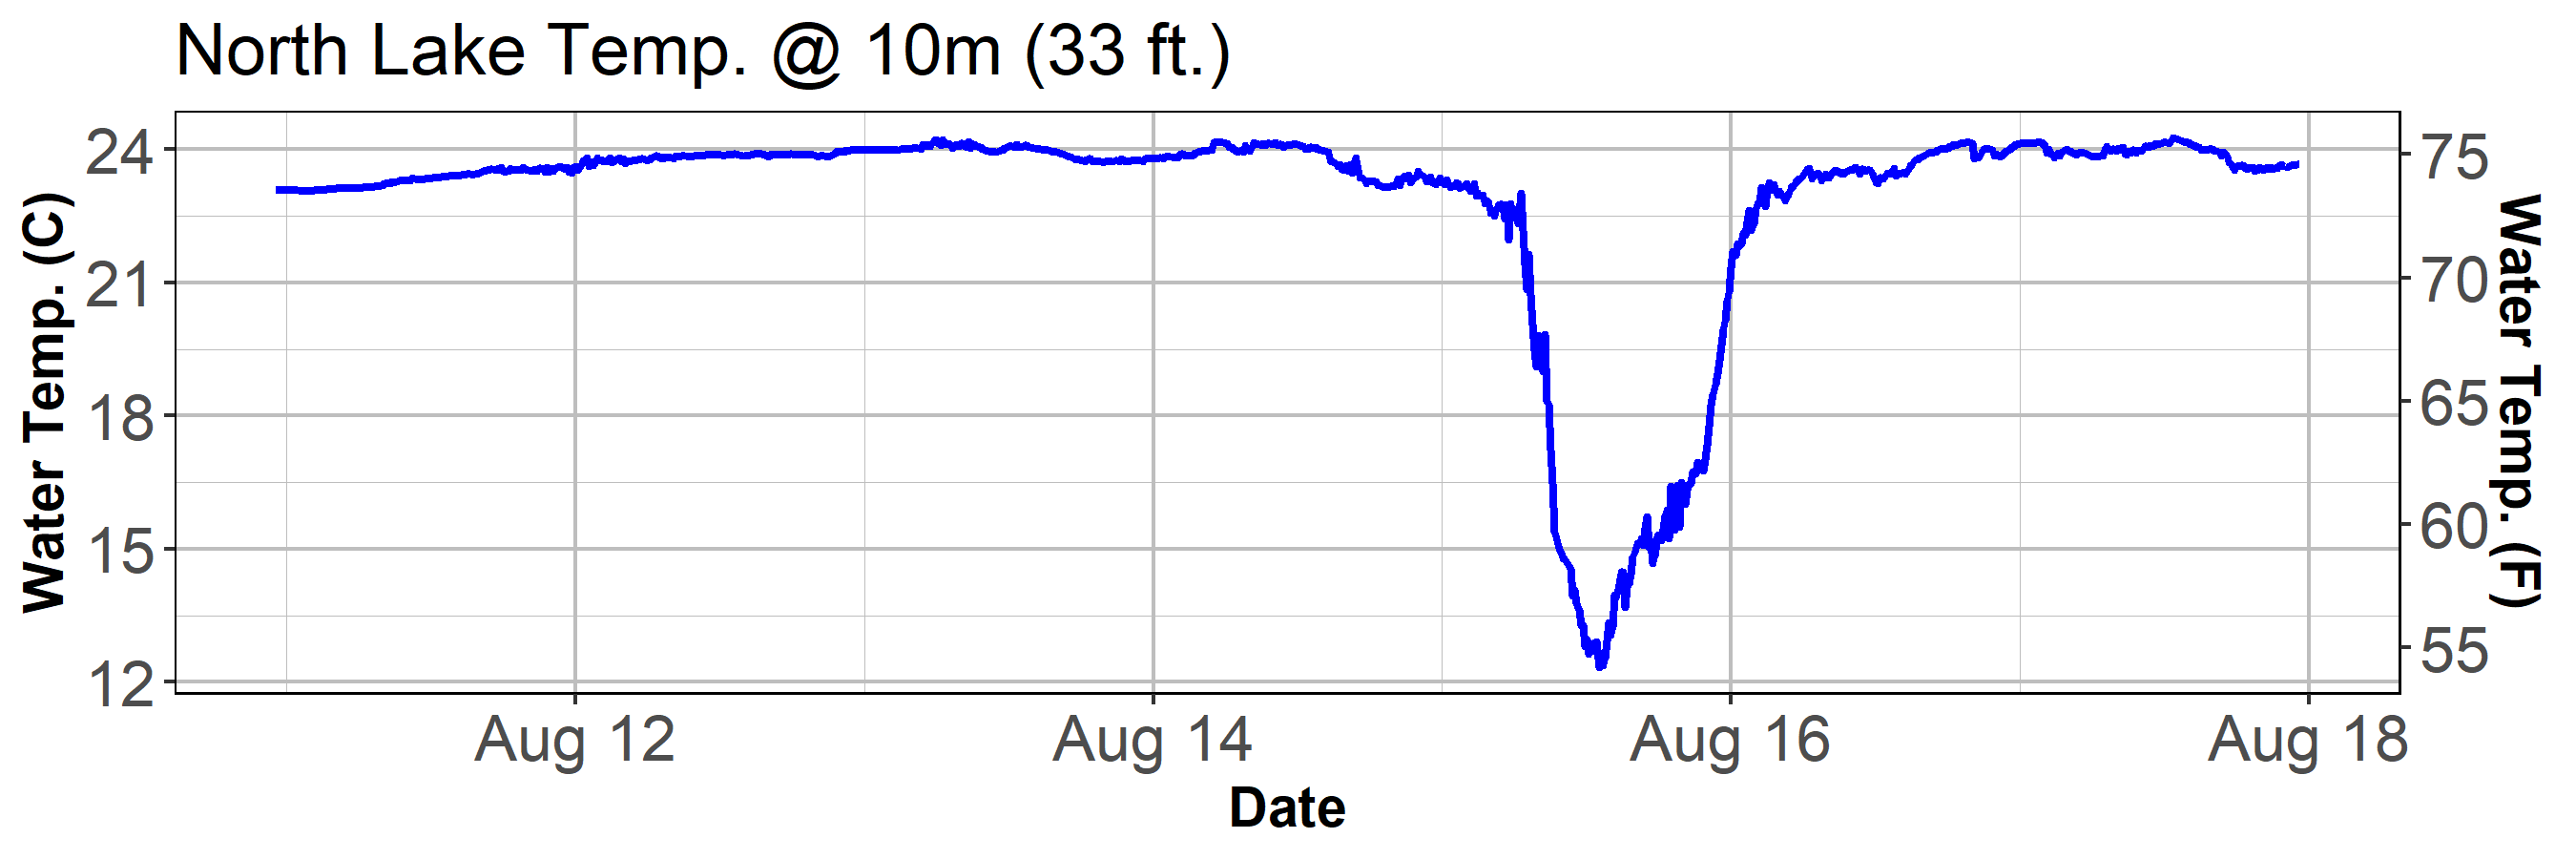 North Lake Temp. @ 10m (33 ft.)
Water Temp. (C)
24
21
18
15
12
75
70
65
60
55
Water Temp. (F)
Aug 12
Aug 14
Aug 16
Aug 18
Date